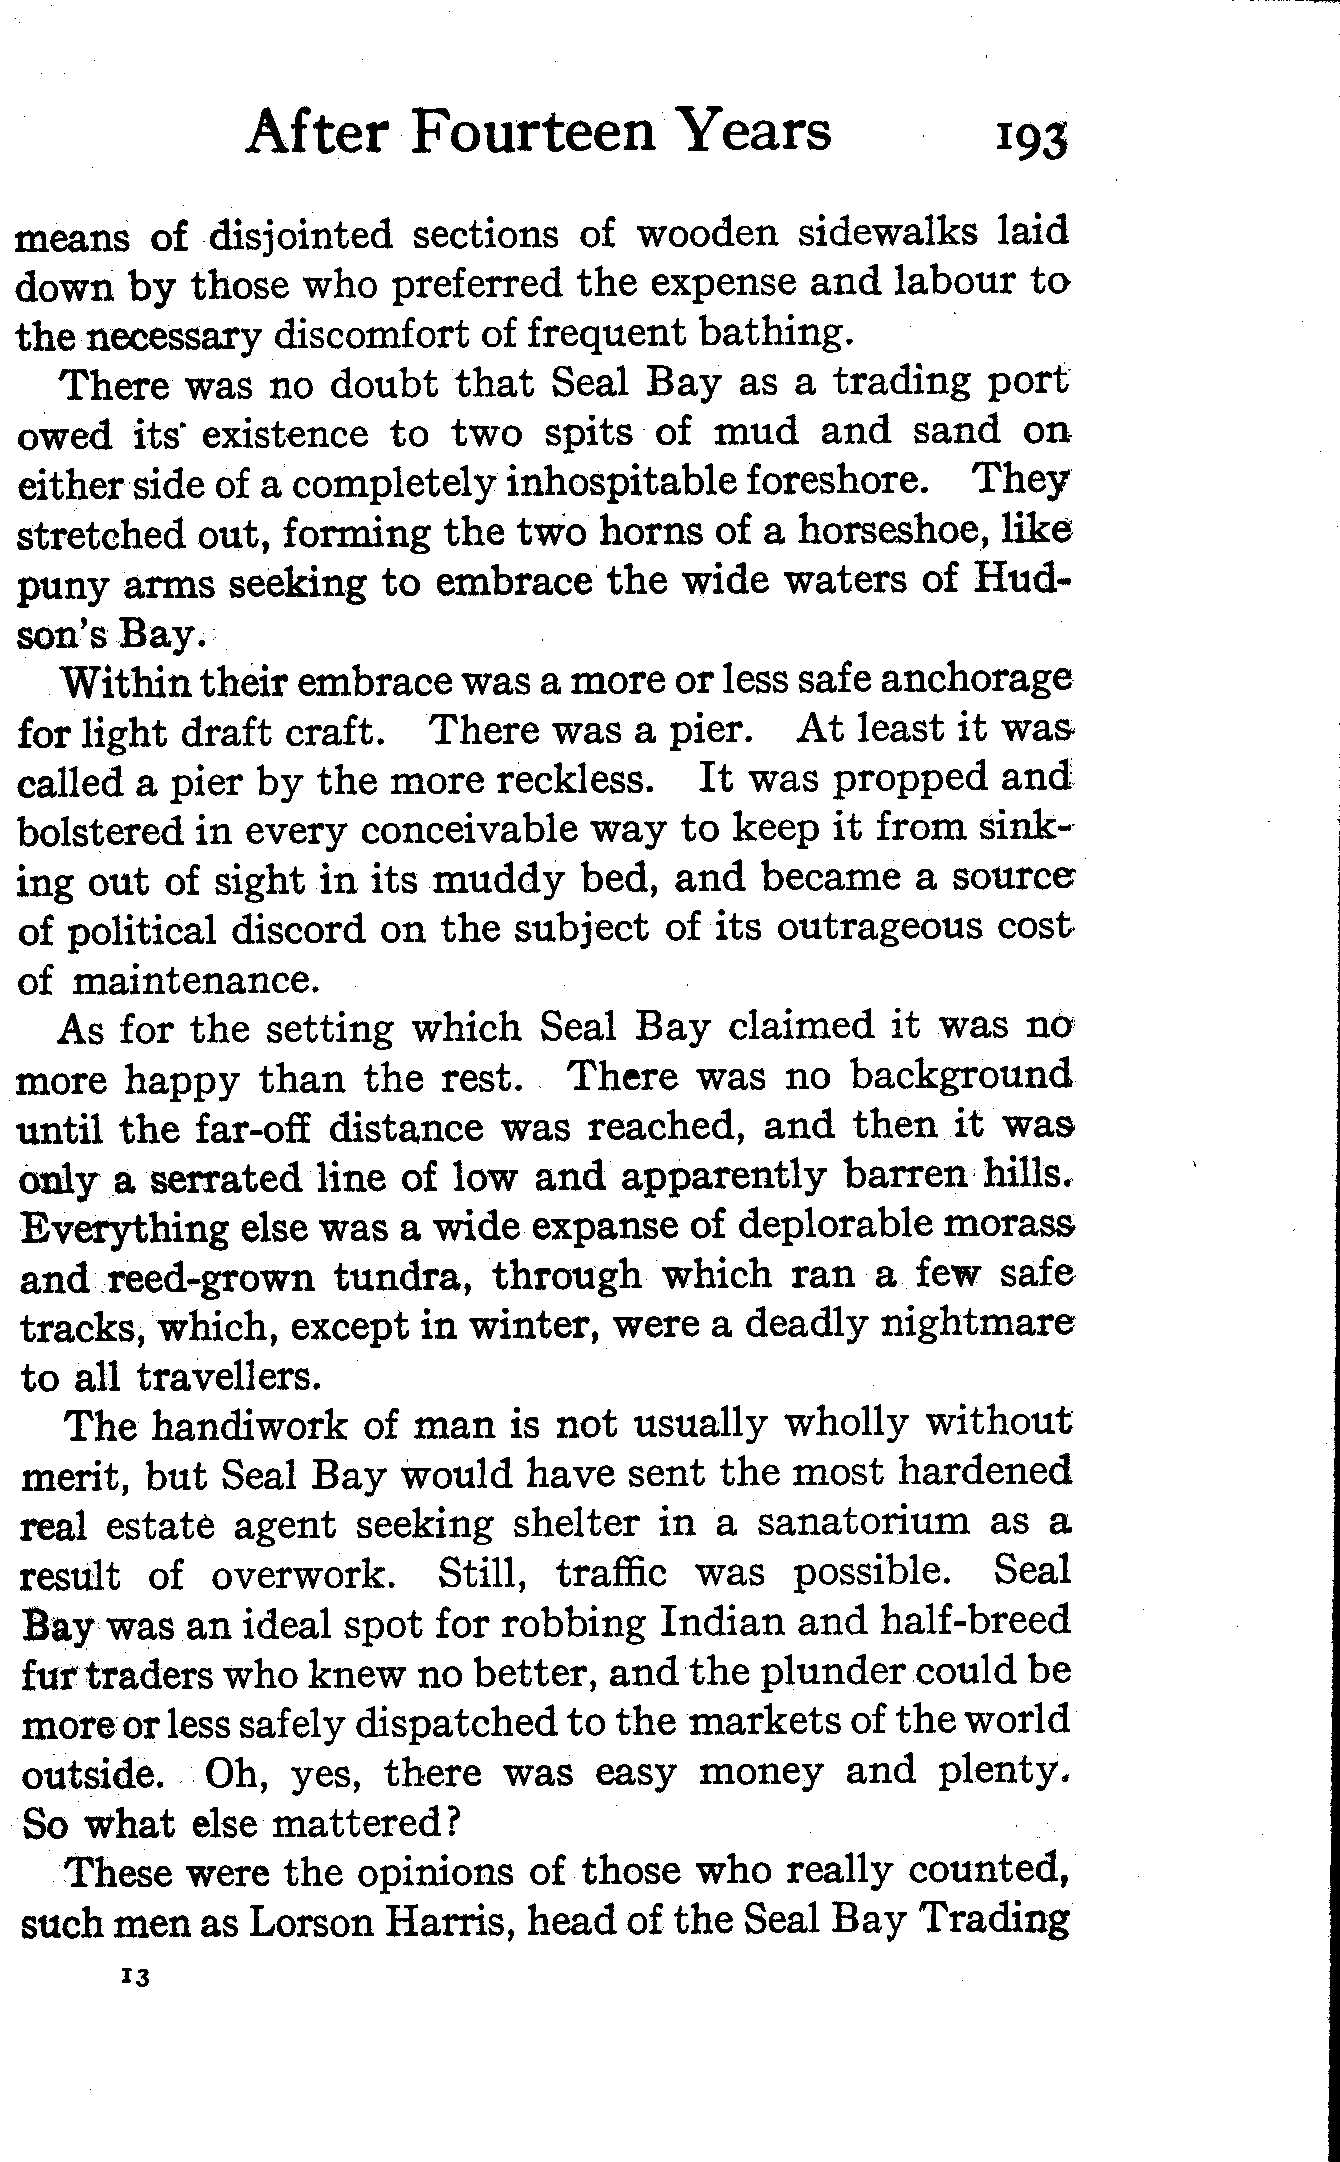 After Fourteen Years 193
means of disjointed sections of wooden sidewalks laid
down by those who preferred the expense and labour to
the necessary discomfort of frequent bathing.
There was no doubt that Seal Bay as a trading port
owed its existence to two spits of mud and sand on
either side of a completely inhospitable foreshore. They
stretched out, forming the two horns of a horseshoe, like
puny arms seeking to embrace the wide waters of Hud-
son's Bay.
Within their embrace was a more or less safe anchorage
for light draft craft. There was a pier. At least it was
called a pier by the more reckless. It was propped and
bolstered in every conceivable way to keep it from sink-
ing out of sight in its muddy bed, and became a source
of political discord on the subject of its outrageous cost
of maintenance.
As for the setting which Seal Bay claimed it was no
more happy than the rest. There was no background
until the far-off distance was reached, and then it was
only a serrated line of low and apparently barren hills.
Everything else was a wide expanse of deplorable morass
and reed-grown tundra, through which ran a few safe
tracks, which, except in winter, were a deadly nightmare
to all travellers.
The handiwork of man is not usually wholly without
merit, but Seal Bay would have sent the most hardened
real estate agent seeking shelter in a sanatorium as a
result of overwork. Still, traffic was possible. Seal
Bay was an ideal spot for robbing Indian and half-breed
fur traders who knew no better, and the plunder could be
more or less safely dispatched to the markets of the world
outside. Oh, yes, there was easy money and plenty.
So what else mattered?
These were the opinions of those who really counted,
such men as Lorson Harris, head of the Seal Bay Trading
13